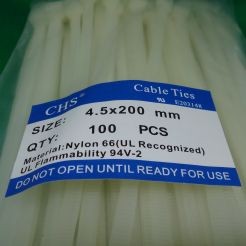 CHS® Cable Ties
E203148
SIZE: 4.5x200 mm
QTY: 100 PCS
Material:Nylon 66(UL Recognized)
UL Flammability 94V-2
DO NOT OPEN UNTIL READY FOR USE